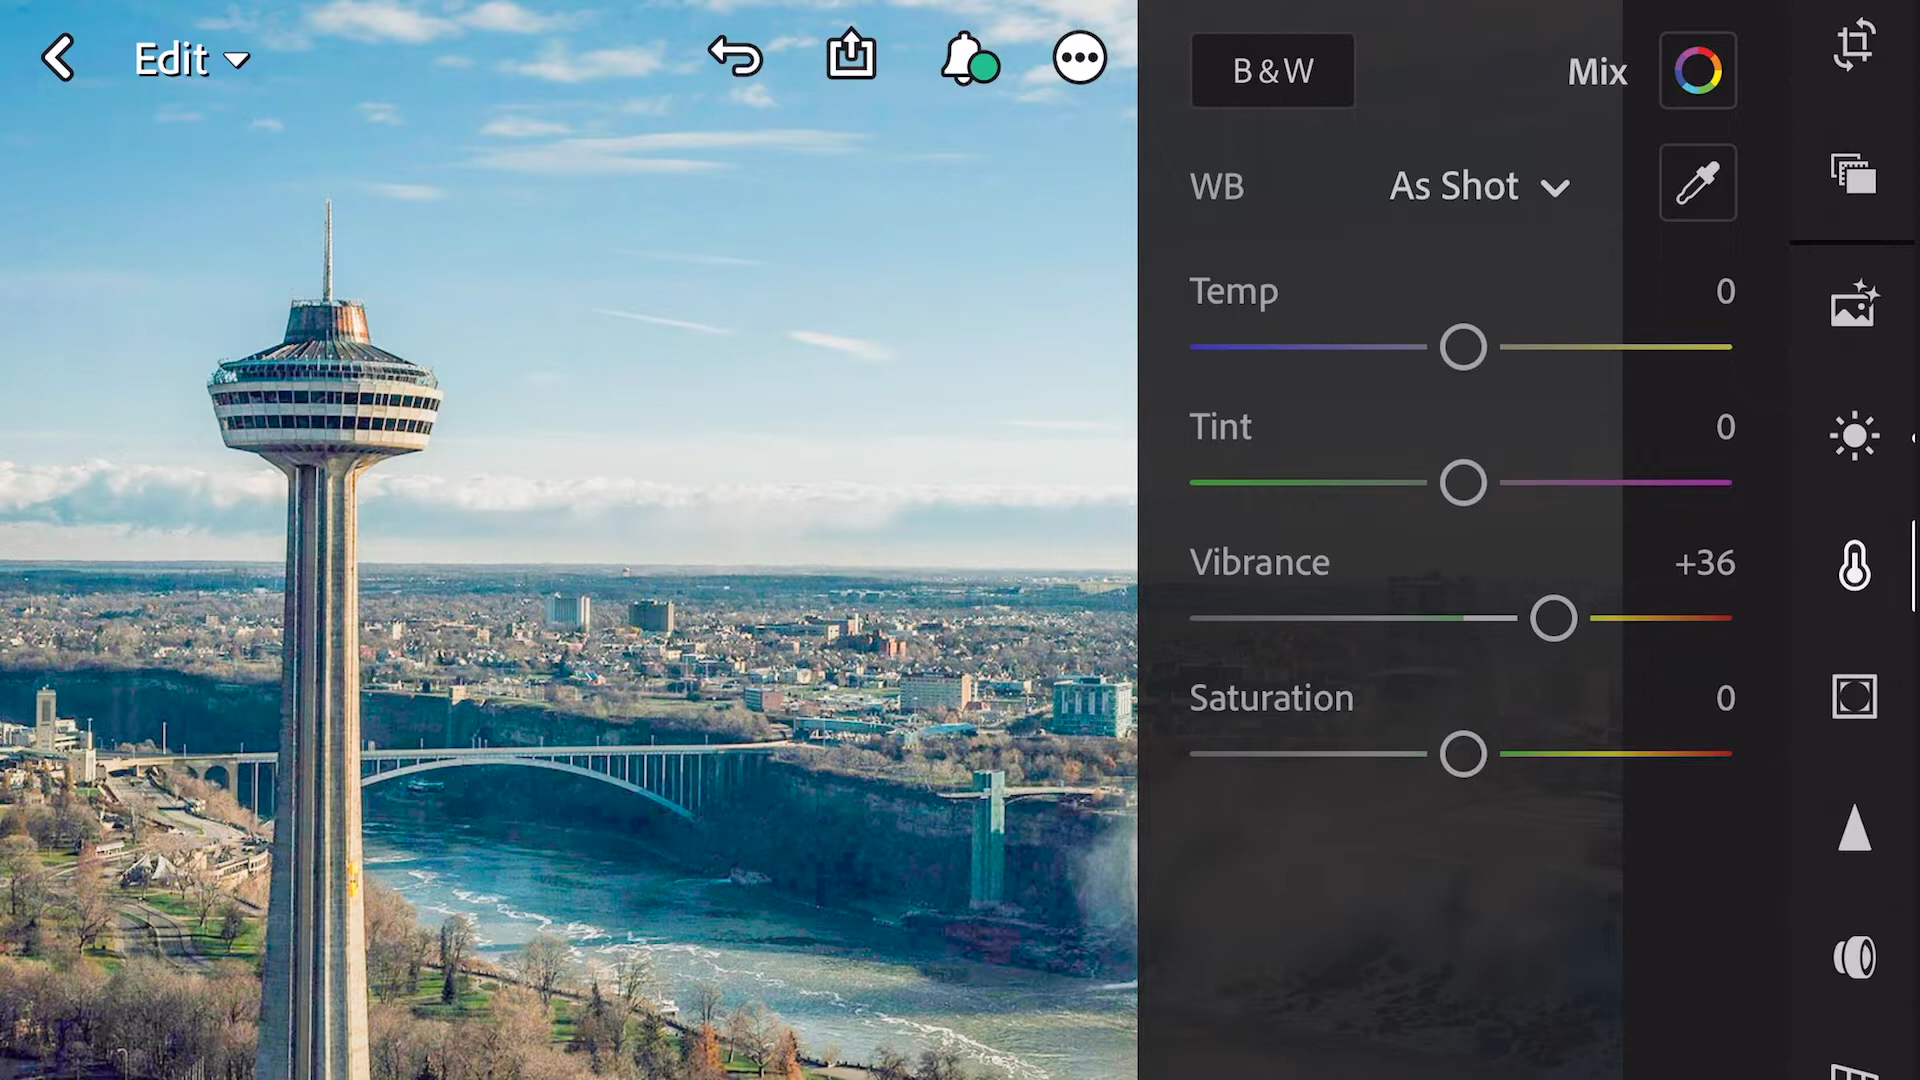 Edit
B&W
Mix
WB
As Shot
Temp
0
Tint
0
Vibrance
+36
Saturation
0